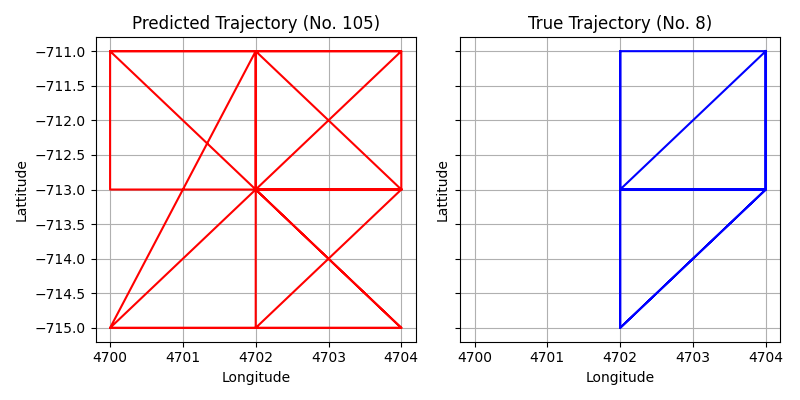 Predicted Trajectory (No. 105)
True Trajectory (No. 8)
−711.0
−711.5
−712.0
−712.5
−713.0
−713.5
−714.0
−714.5
−715.0
Lattitude
Lattitude
4700 4701 4702 4703 4704
4700 4701 4702 4703 4704
Longitude
Longitude